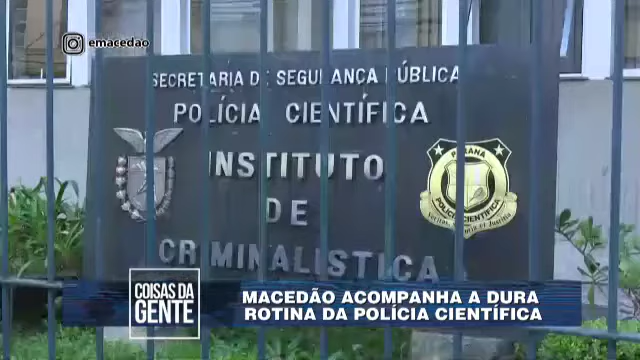 emacedao
SECRETARIA DE SEGURANÇA PÚBLICA
POLÍCIA CIENTÍFICA
INSTITUTO
DE
CRIMINALISTICA
PARANÁ
POLÍCIA CIENTÍFICA
COISAS DA
GENTE
MACEDÃO ACOMPANHA A DURA
ROTINA DA POLÍCIA CIENTÍFICA